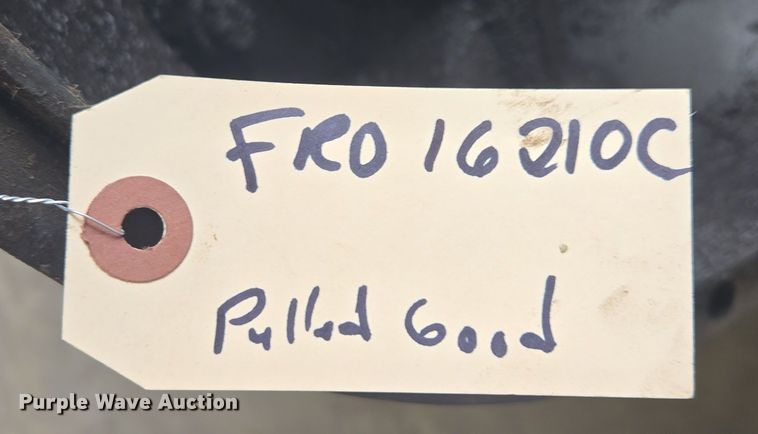 FRO 16210C
Pulled Good
Purple Wave Auction